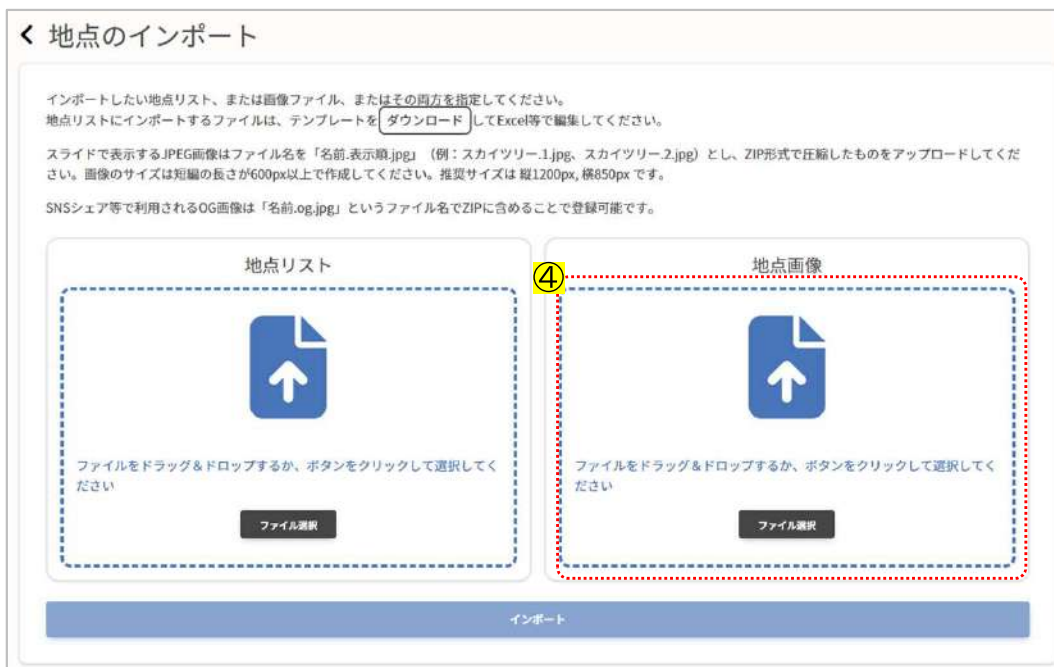 地点のインポート
インポートしたい地点リスト、または画像ファイル、またはその両方を指定してください。
地点リストにインポートするファイルは、テンプレートを ダウンロード してExcel等で編集してください。
スライドで表示するJPEG画像はファイル名を「名前.表示順.jpg」（例：スカイツリー.1.jpg、スカイツリー.2.jpg）とし、ZIP形式で圧縮したものをアップロードしてくだ
さい。画像のサイズは短編の長さが600px以上で作成してください。推奨サイズは 縦1200px, 横850px です。
SNSシェア等で利用されるOG画像は「名前.og.jpg」というファイル名でZIPに含めることで登録可能です。
地点リスト
ファイルをドラッグ＆ドロップするか、ボタンをクリックして選択してく
ださい
ファイル選択
④
地点画像
ファイルをドラッグ＆ドロップするか、ボタンをクリックして選択してく
ださい
ファイル選択
インポート